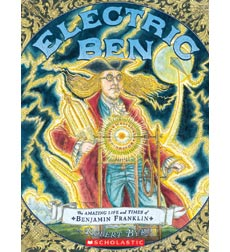 ELECTRIC
BEN
The AMAZING LIFE and TIMES of
BENJAMIN FRANKLIN
ROBERT BYRD
SCHOLASTIC